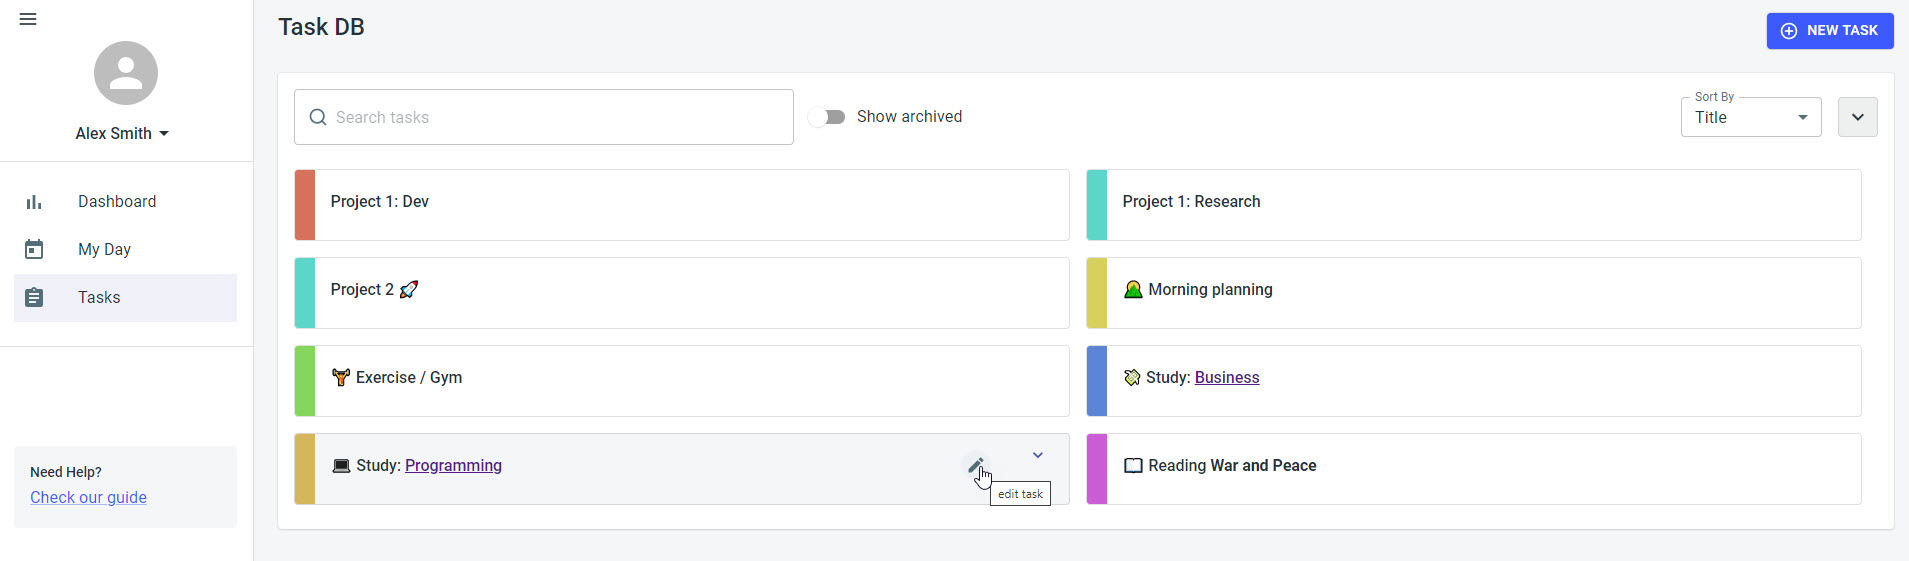 Task DB
NEW TASK
Alex Smith
Dashboard
My Day
Tasks
Need Help?
Check our guide
Search tasks
Show archived
Sort By
Title
Project 1: Dev
Project 1: Research
Project 2 🚀
Morning planning
Exercise / Gym
Study: Business
Study: Programming
edit task
Reading War and Peace